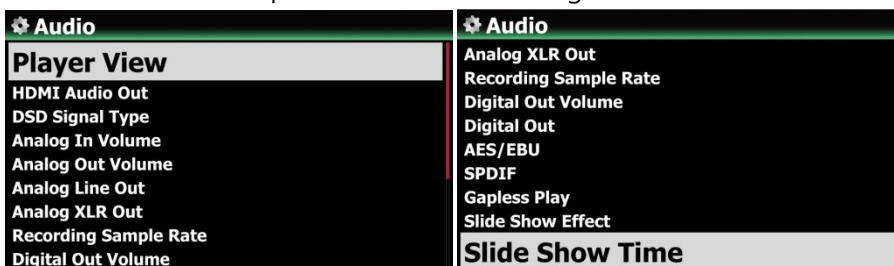 Audio
Player View
HDMI Audio Out
DSD Signal Type
Analog In Volume
Analog Out Volume
Analog Line Out
Analog XLR Out
Recording Sample Rate
Digital Out Volume
Audio
Analog XLR Out
Recording Sample Rate
Digital Out Volume
Digital Out
AES/EBU
SPDIF
Gapless Play
Slide Show Effect
Slide Show Time